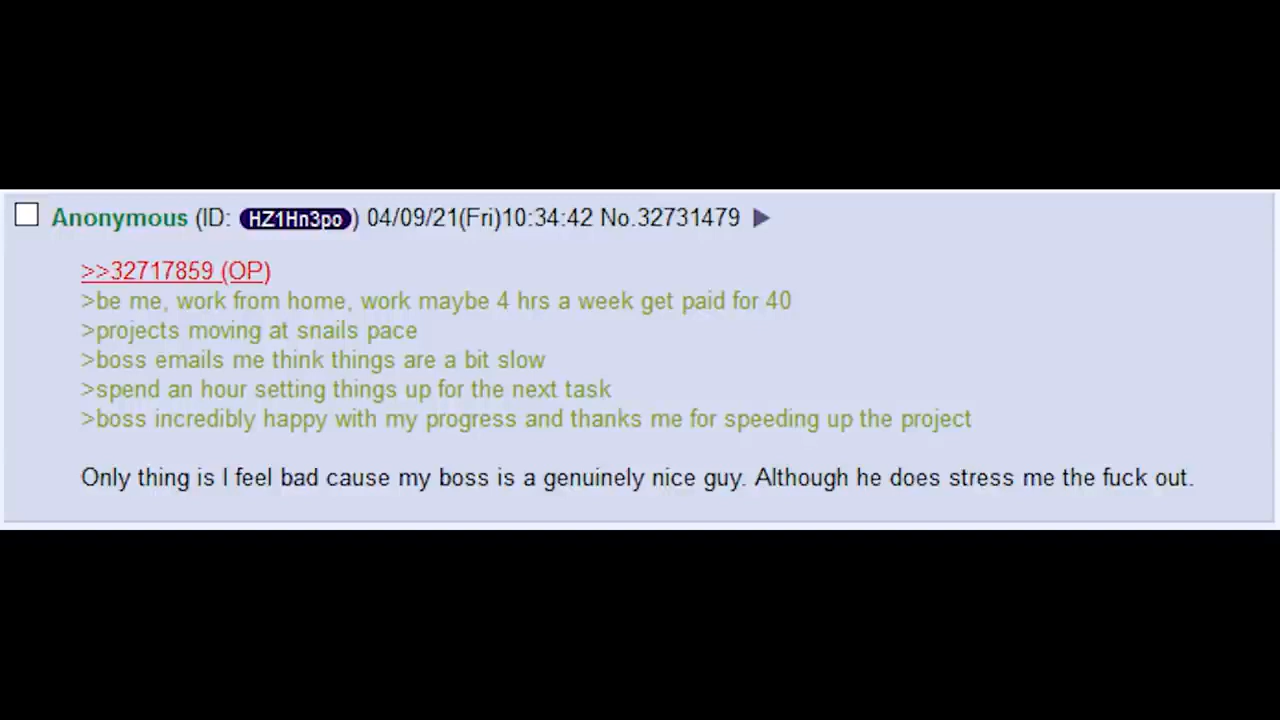 Anonymous (ID: HZ1Hn3po) 04/09/21(Fri)10:34:42 No.32731479 ▶
>>32717859 (OP)
>be me, work from home, work maybe 4 hrs a week get paid for 40
>projects moving at snails pace
>boss emails me think things are a bit slow
>spend an hour setting things up for the next task
>boss incredibly happy with my progress and thanks me for speeding up the project
Only thing is I feel bad cause my boss is a genuinely nice guy. Although he does stress me the fuck out.